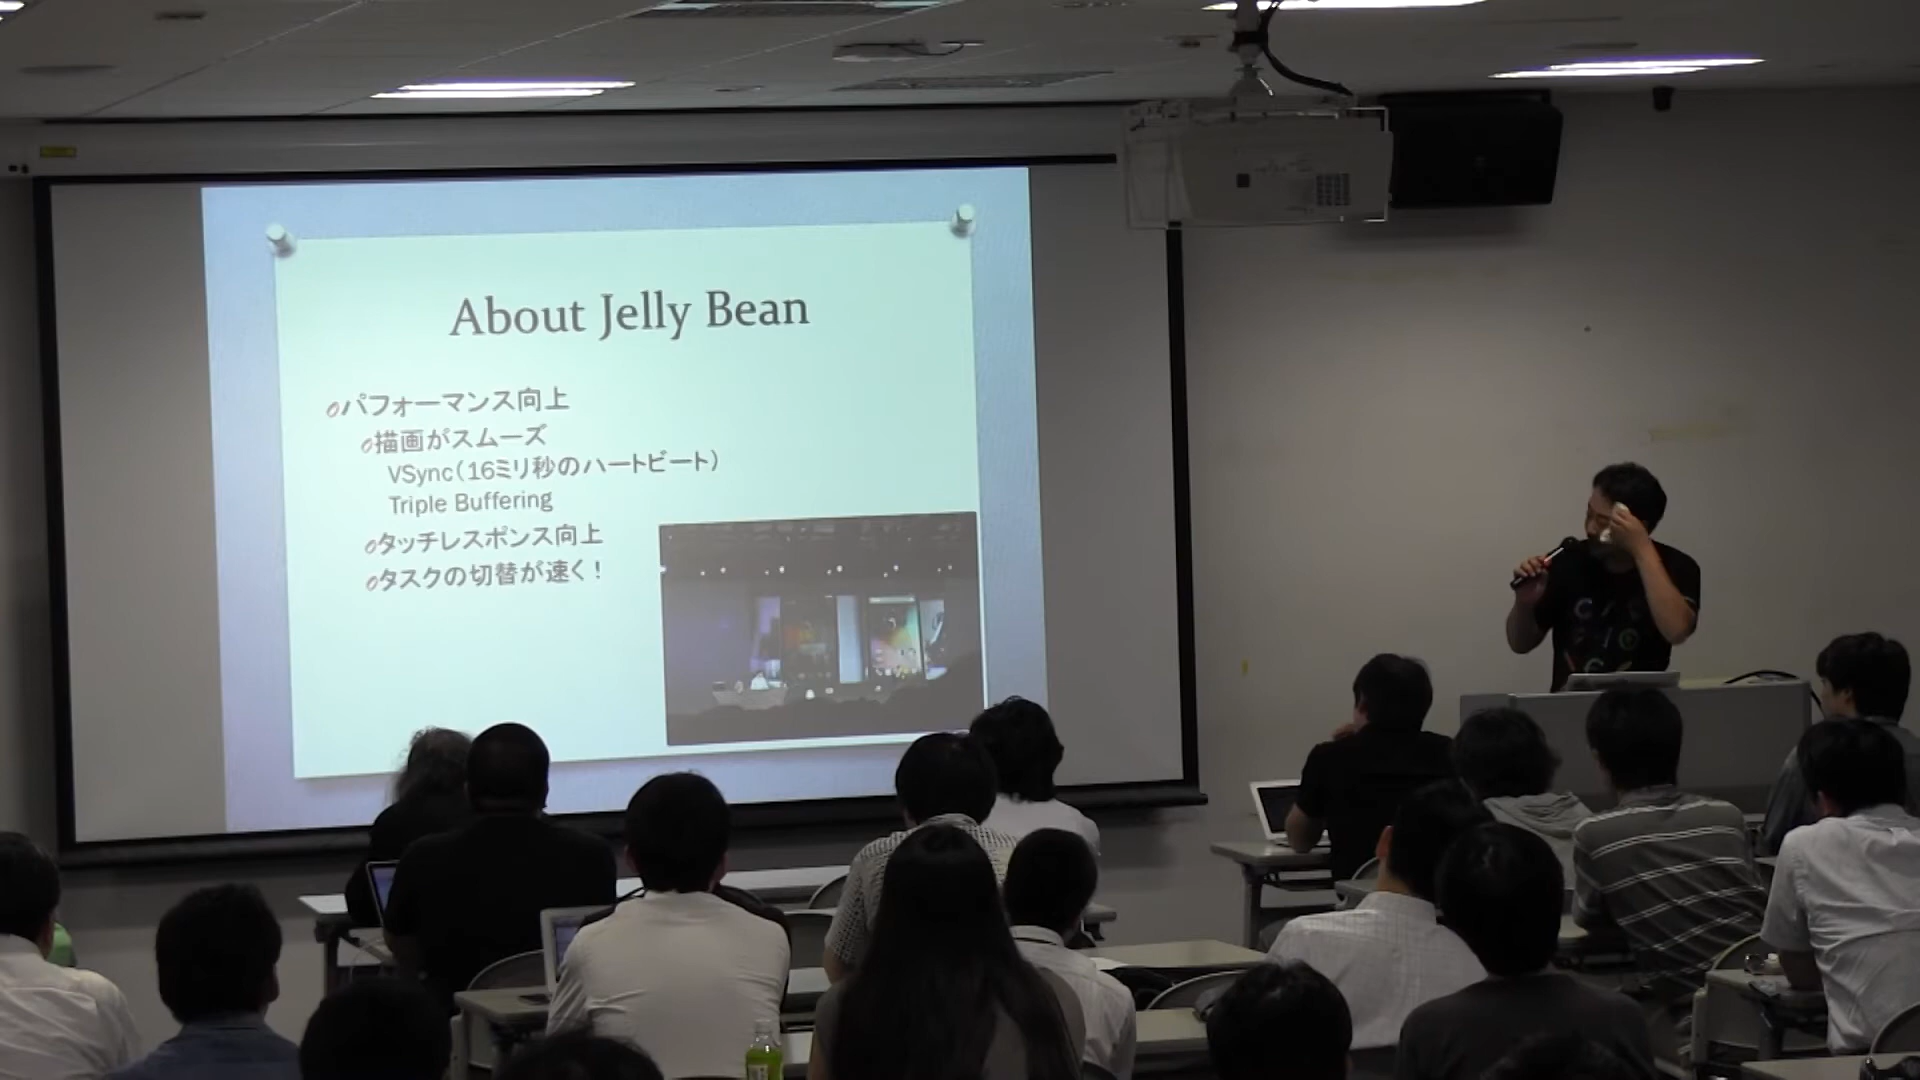 About Jelly Bean
パフォーマンス向上
描画がスムーズ
VSync(16ミリ秒のハートビート)
Triple Buffering
タッチレスポンス向上
タスクの切替が速く!